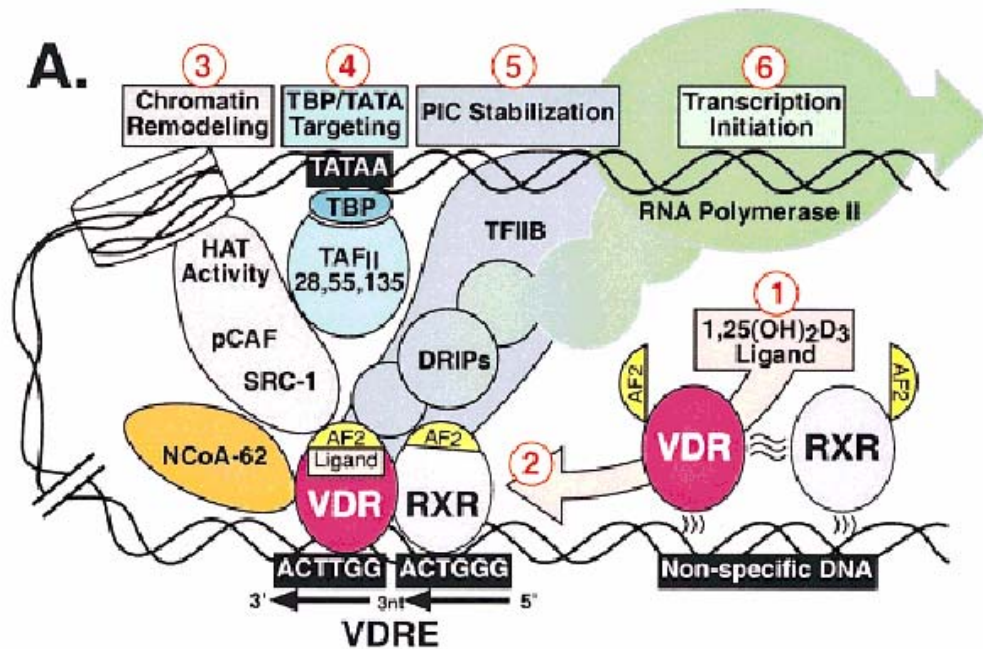 A.
3
Chromatin
Remodeling
4
TBP/TATA
Targeting
5
PIC Stabilization
6
Transcription
Initiation
TATAA
TBP
TAFII
28,55,135
HAT
Activity
pCAF
SRC-1
TFIIB
DRIPs
RNA Polymerase II
1
1,25(OH)2D3
Ligand
AF2
AF2
VDR
RXR
2
NCoA-62
AF2
AF2
Ligand
VDR
RXR
Non-specific DNA
ACTTGG
ACTGGG
3' 3nt 5'
VDRE